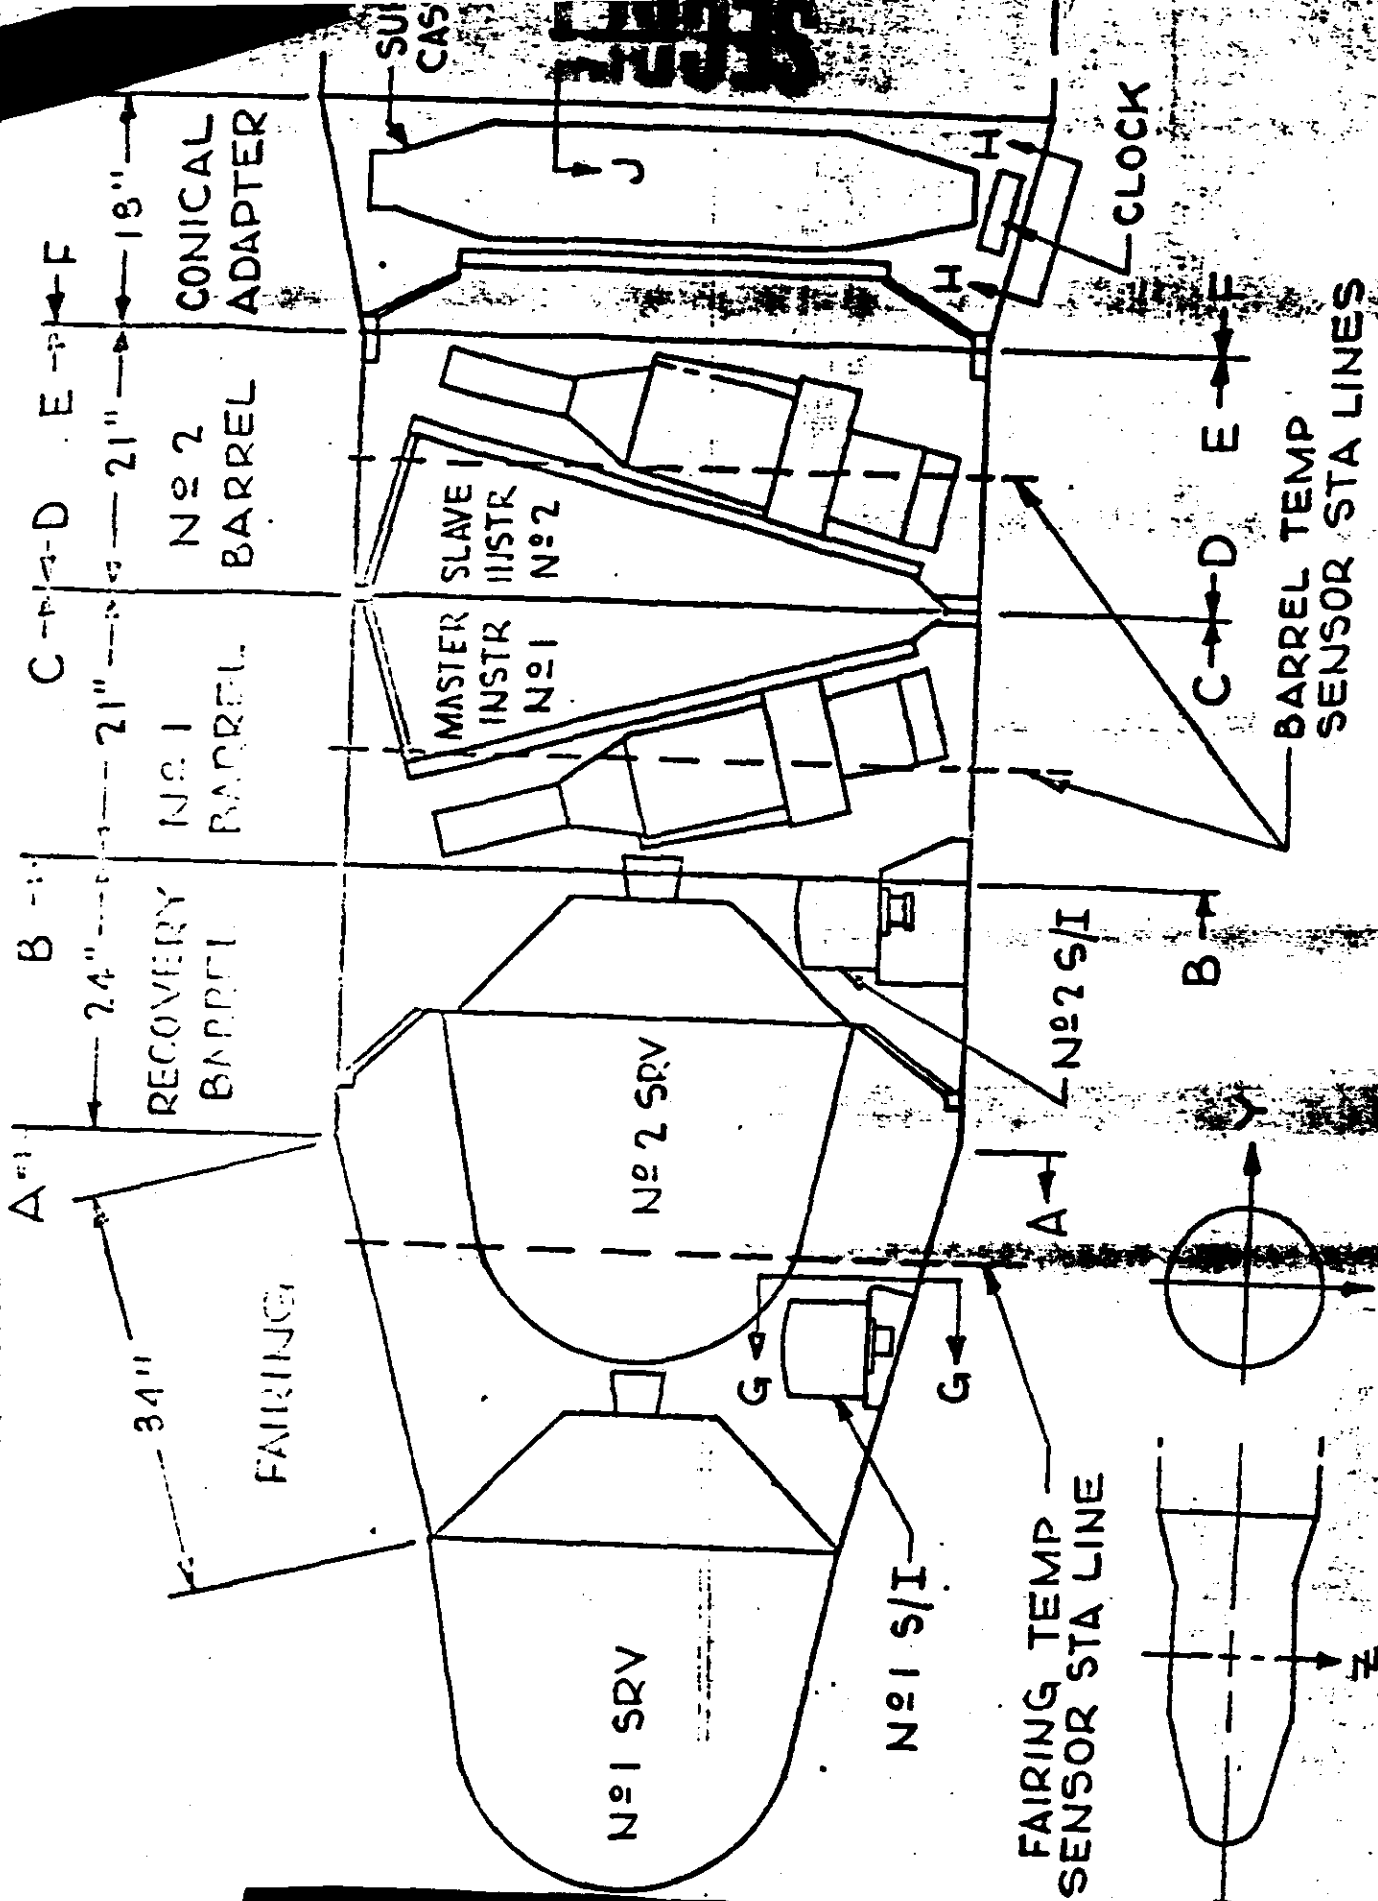 A
B
C
D
E
F
34"
24"
21"
21"
18"
FAIRING
RECOVERY
BARREL
Nº 1
BARREL
Nº 2
BARREL
CONICAL
ADAPTER
MASTER
INSTR
Nº 1
SLAVE
INSTR
Nº 2
J
Nº 1 SRV
Nº 2 SRV
G
G
H
H
CLOCK
Nº 1 S/I
Nº 2 S/I
A
B
C
D
E
F
FAIRING TEMP
SENSOR STA LINE
BARREL TEMP
SENSOR STA LINES
Y
Z